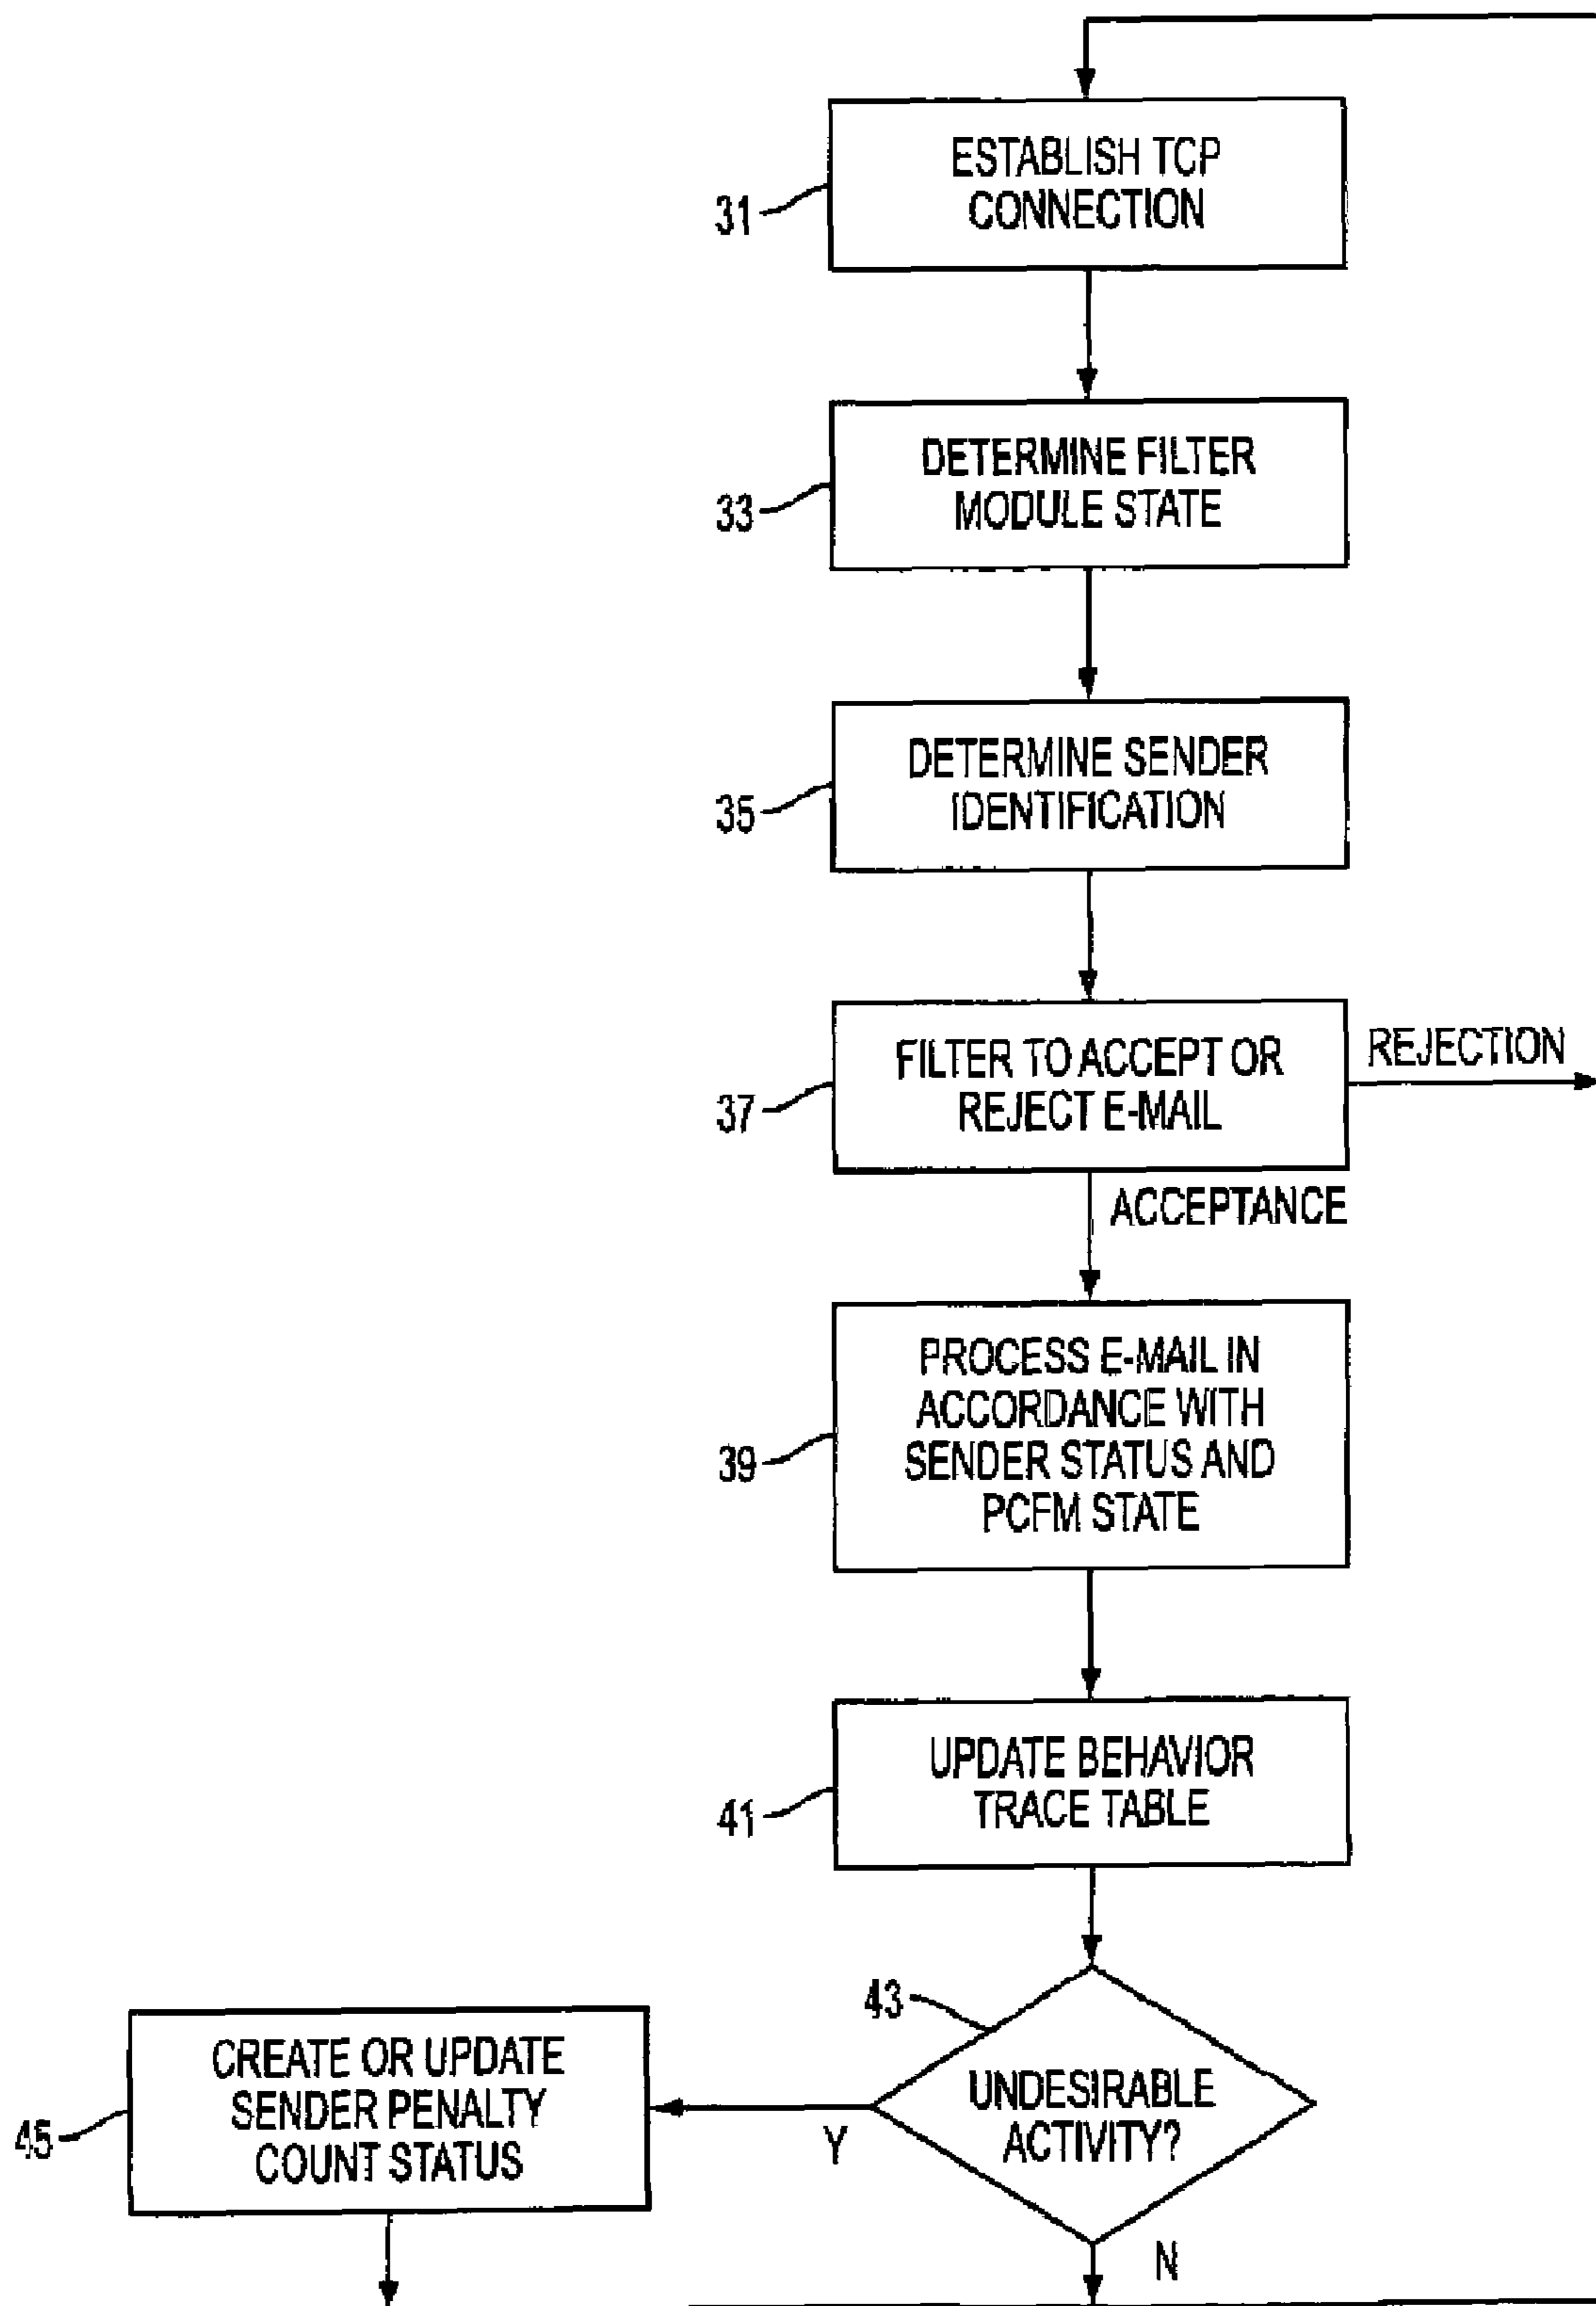 31
ESTABLISH TCP
CONNECTION
33
DETERMINE FILTER
MODULE STATE
35
DETERMINE SENDER
IDENTIFICATION
37
FILTER TO ACCEPT OR
REJECT E-MAIL
REJECTION
ACCEPTANCE
39
PROCESS E-MAIL IN
ACCORDANCE WITH
SENDER STATUS AND
PCFM STATE
41
UPDATE BEHAVIOR
TRACE TABLE
43
UNDESIRABLE
ACTIVITY?
Y
N
45
CREATE OR UPDATE
SENDER PENALTY
COUNT STATUS